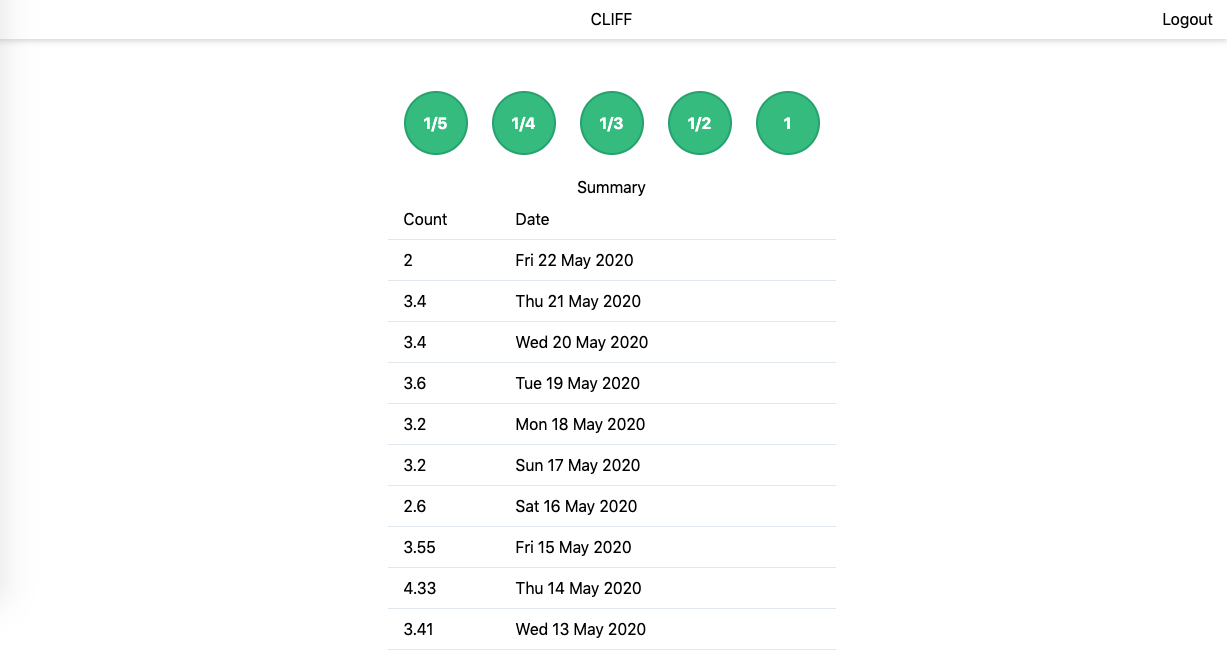 CLIFF Logout
1/5 1/4 1/3 1/2 1
Summary
Count Date
2 Fri 22 May 2020
3.4 Thu 21 May 2020
3.4 Wed 20 May 2020
3.6 Tue 19 May 2020
3.2 Mon 18 May 2020
3.2 Sun 17 May 2020
2.6 Sat 16 May 2020
3.55 Fri 15 May 2020
4.33 Thu 14 May 2020
3.41 Wed 13 May 2020